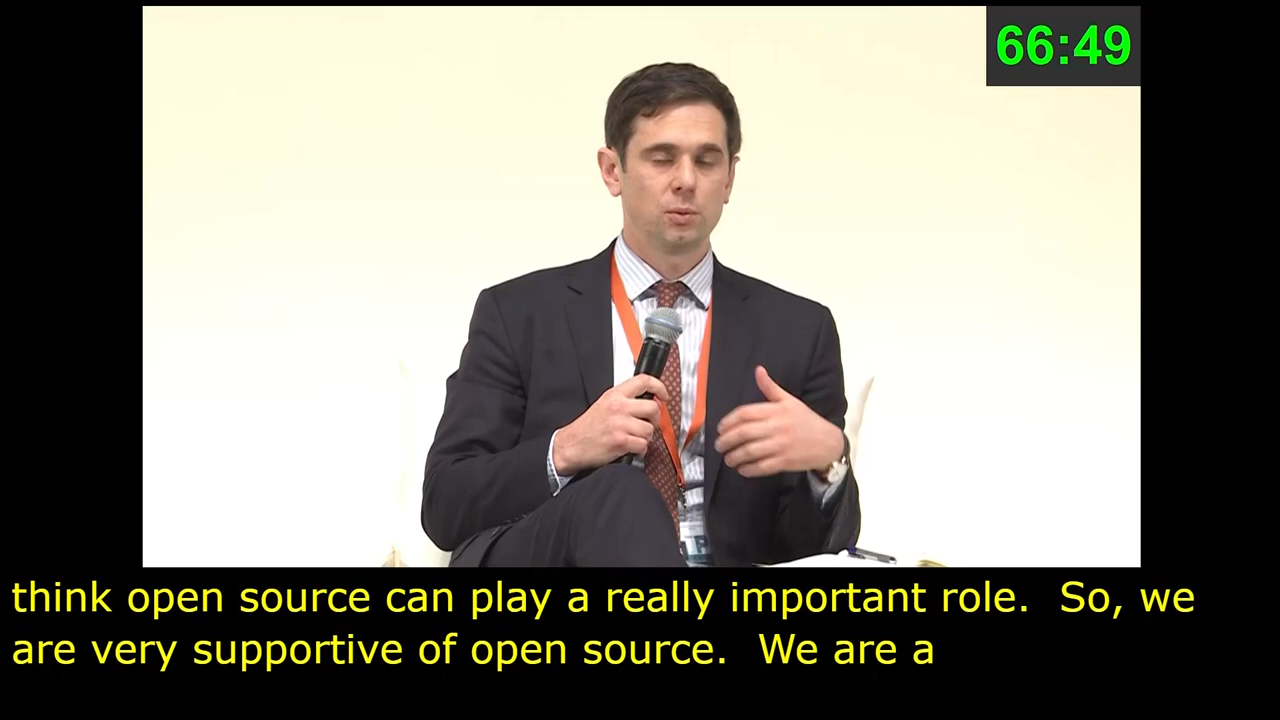 66:49
think open source can play a really important role.  So, we
are very supportive of open source.  We are a